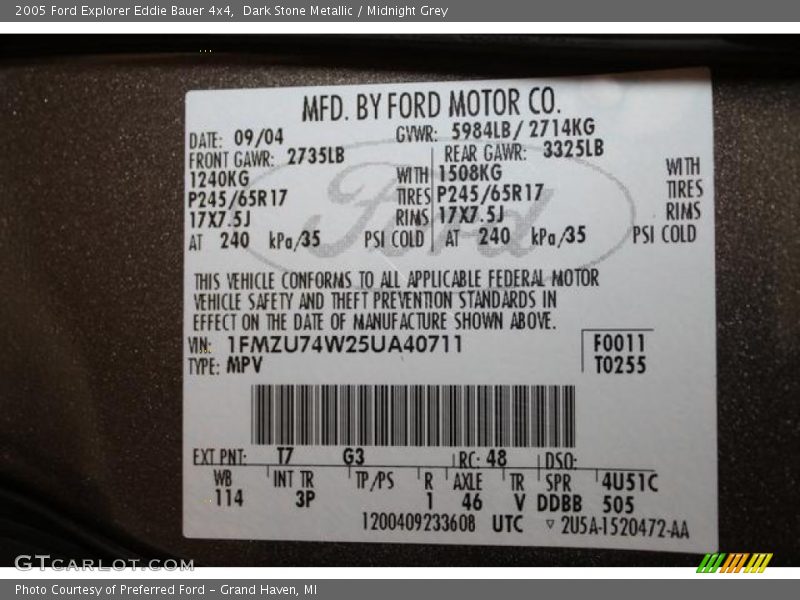 2005 Ford Explorer Eddie Bauer 4x4,  Dark Stone Metallic / Midnight Grey
MFD. BY FORD MOTOR CO.
DATE: 09/04 GVWR: 5984LB/ 2714KG
FRONT GAWR: 2735LB REAR GAWR: 3325LB
1240KG WITH 1508KG WITH
P245/65R17 TIRES P245/65R17 TIRES
17X7.5J RIMS 17X7.5J RIMS
AT 240 kPa/35 PSI COLD AT 240 kPa/35 PSI COLD
Ford
THIS VEHICLE CONFORMS TO ALL APPLICABLE FEDERAL MOTOR
VEHICLE SAFETY AND THEFT PREVENTION STANDARDS IN
EFFECT ON THE DATE OF MANUFACTURE SHOWN ABOVE.
VIN: 1FMZU74W25UA40711 F0011
TYPE: MPV T0255
EXT PNT: T7 G3 RC: 48 DSO:
WB INT TR TP/PS R AXLE TR SPR 4U51C
114 3P 1 46 V DDBB 505
1200409233608 UTC ▽ 2U5A-1520472-AA
GTCARLOT.COM
Photo Courtesy of Preferred Ford – Grand Haven, MI